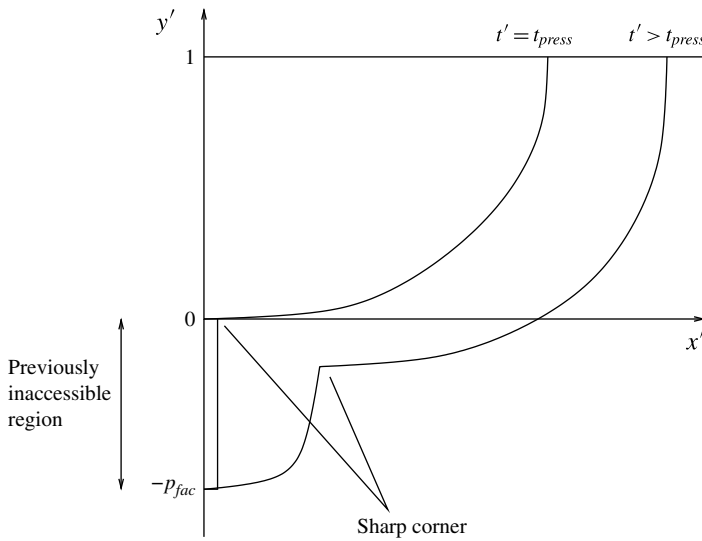 y′
t′ = t_press
t′ > t_press
1
0
x′
Previously
inaccessible
region
−p_fac
Sharp corner